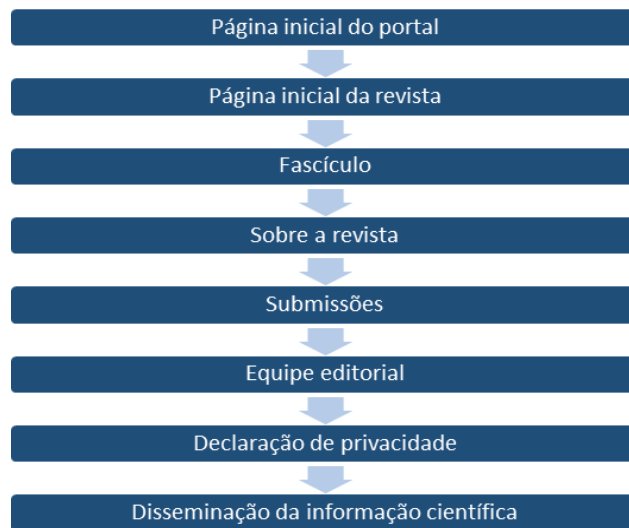 Página inicial do portal
Página inicial da revista
Fascículo
Sobre a revista
Submissões
Equipe editorial
Declaração de privacidade
Disseminação da informação científica